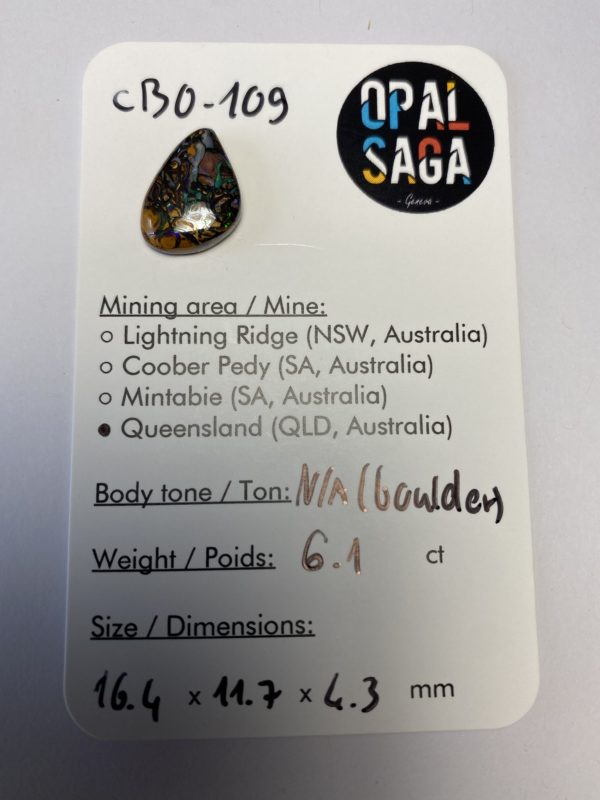 CBO-109
OPAL
SAGA
- Geneva -
Mining area / Mine:
○ Lightning Ridge (NSW, Australia)
○ Coober Pedy (SA, Australia)
○ Mintabie (SA, Australia)
● Queensland (QLD, Australia)
Body tone / Ton: N/A (boulder)
Weight / Poids: 6.1 ct
Size / Dimensions:
16.4 x 11.7 x 4.3 mm